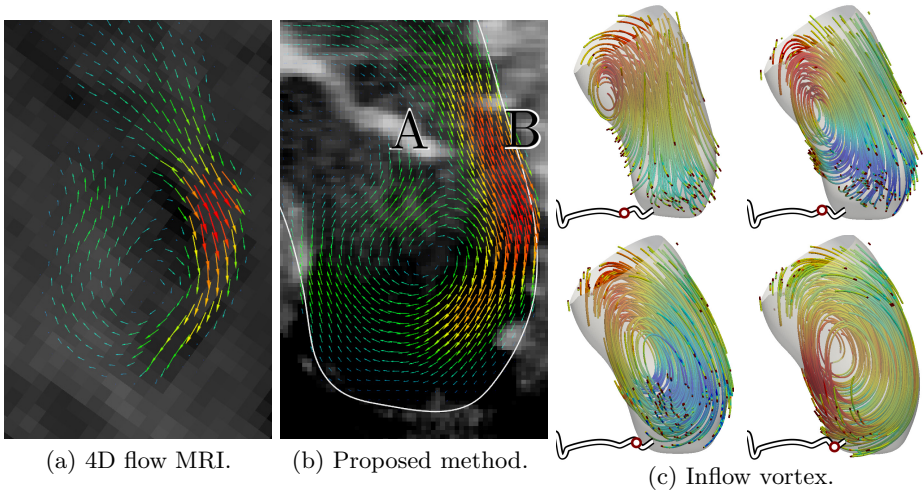 A
B
(a) 4D flow MRI.
(b) Proposed method.
(c) Inflow vortex.